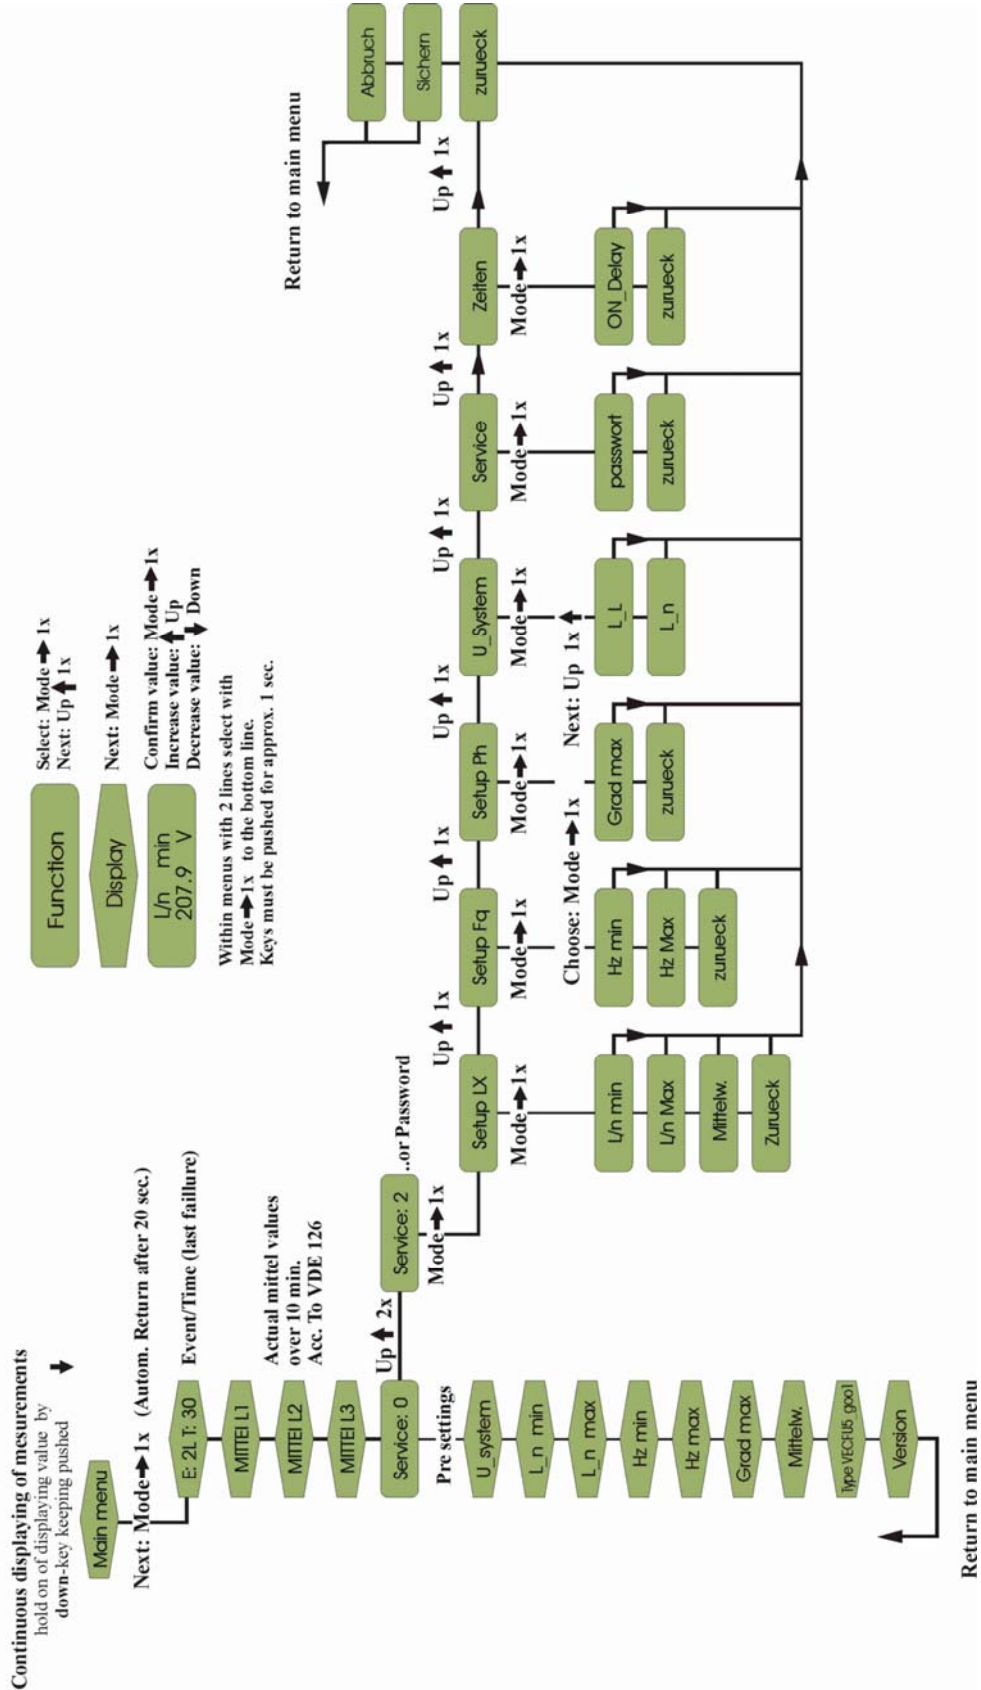 Continuous displaying of mesurements
hold on of displaying value by
down-key keeping pushed
Main menu
Next: Mode 1x (Autom. Return after 20 sec.)
E: 2L T: 30
Event/Time (last faillure)
MITTEl L1
MITTEl L2
MITTEl L3
Actual mittel values
over 10 min.
Acc. To VDE 126
Service: 0
Up 2x
Service: 2
..or Password
Mode 1x
Pre settings
U_system
L_n min
L_n max
Hz min
Hz max
Grad max
Mittelw.
Type VECFUS_goo1
Version
Return to main menu
Function
Select: Mode 1x
Next: Up 1x
Display
Next: Mode 1x
L/n min
207.9 V
Confirm value: Mode 1x
Increase value: Up
Decrease value: Down
Within menus with 2 lines select with
Mode 1x to the bottom line.
Keys must be pushed for approx. 1 sec.
Setup LX
Up 1x
Setup Fq
Up 1x
Setup Ph
Up 1x
U_System
Up 1x
Service
Up 1x
Zeiten
Up 1x
zurueck
Sichern
Abbruch
Return to main menu
Mode 1x
Mode 1x
Mode 1x
Mode 1x
Mode 1x
Mode 1x
Choose: Mode 1x
Next: Up 1x
L/n min
L/n Max
Mittelw.
Zurueck
Hz min
Hz Max
zurueck
Grad max
zurueck
L_L
L_n
passwort
zurueck
ON_Delay
zurueck